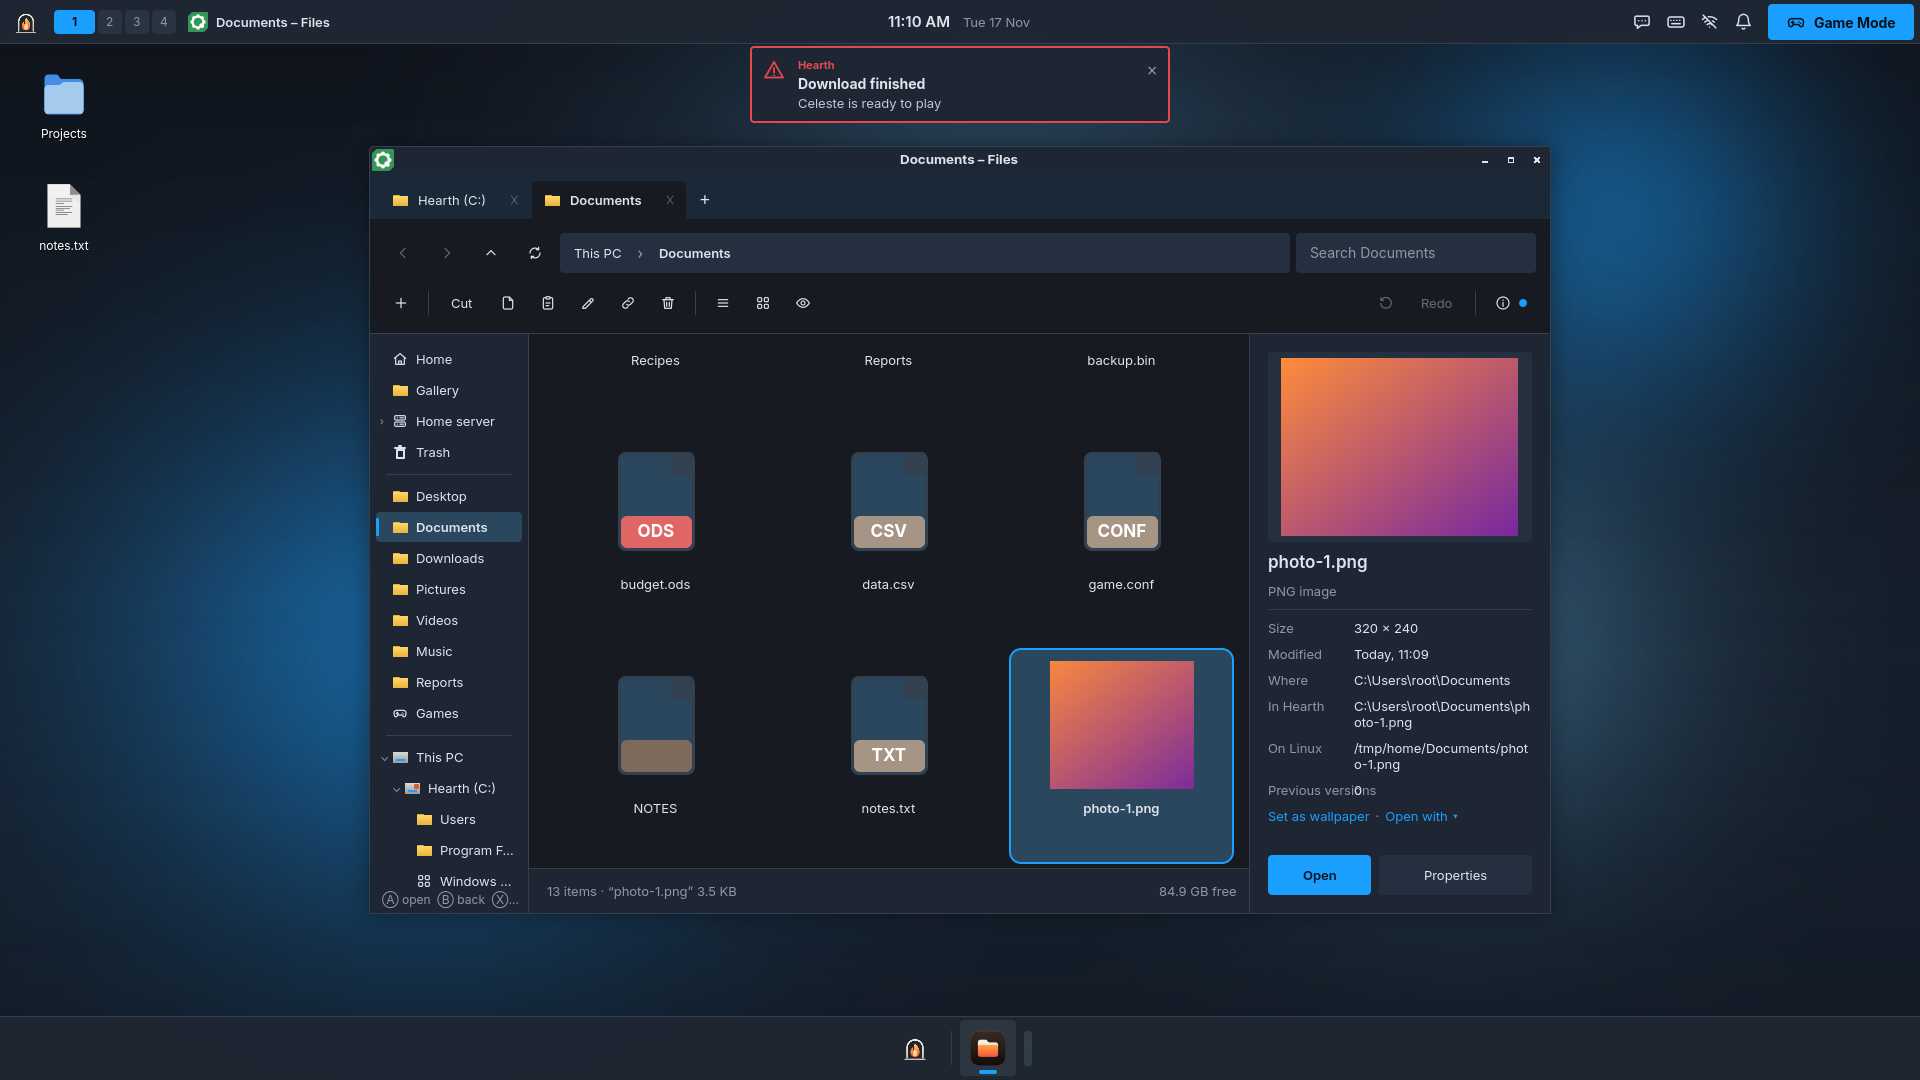 1 2 3 4 Documents – Files 11:10 AM Tue 17 Nov Game Mode
Hearth
Download finished
Celeste is ready to play
Projects
notes.txt
Documents – Files
Hearth (C:) X Documents X +
This PC › Documents Search Documents
Cut Redo
Home
Gallery
Home server
Trash
Desktop
Documents
Downloads
Pictures
Videos
Music
Reports
Games
This PC
Hearth (C:)
Users
Program F...
Windows ...
A open B back X...
Recipes Reports backup.bin
ODS CSV CONF
budget.ods data.csv game.conf
TXT
NOTES notes.txt photo-1.png
13 items · “photo-1.png” 3.5 KB 84.9 GB free
photo-1.png
PNG image
Size 320 × 240
Modified Today, 11:09
Where C:\Users\root\Documents
In Hearth C:\Users\root\Documents\ph
oto-1.png
On Linux /tmp/home/Documents/phot
o-1.png
Previous versions 0
Set as wallpaper · Open with
Open Properties